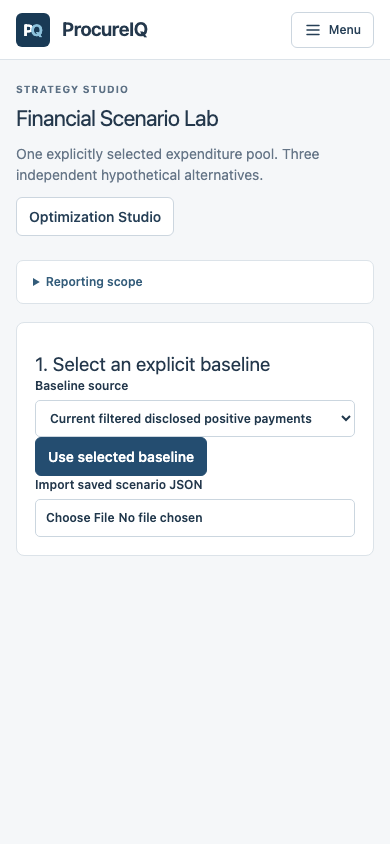 PQ ProcureIQ Menu
STRATEGY STUDIO
Financial Scenario Lab
One explicitly selected expenditure pool. Three
independent hypothetical alternatives.
Optimization Studio
Reporting scope
1. Select an explicit baseline
Baseline source
Current filtered disclosed positive payments
Use selected baseline
Import saved scenario JSON
Choose File No file chosen